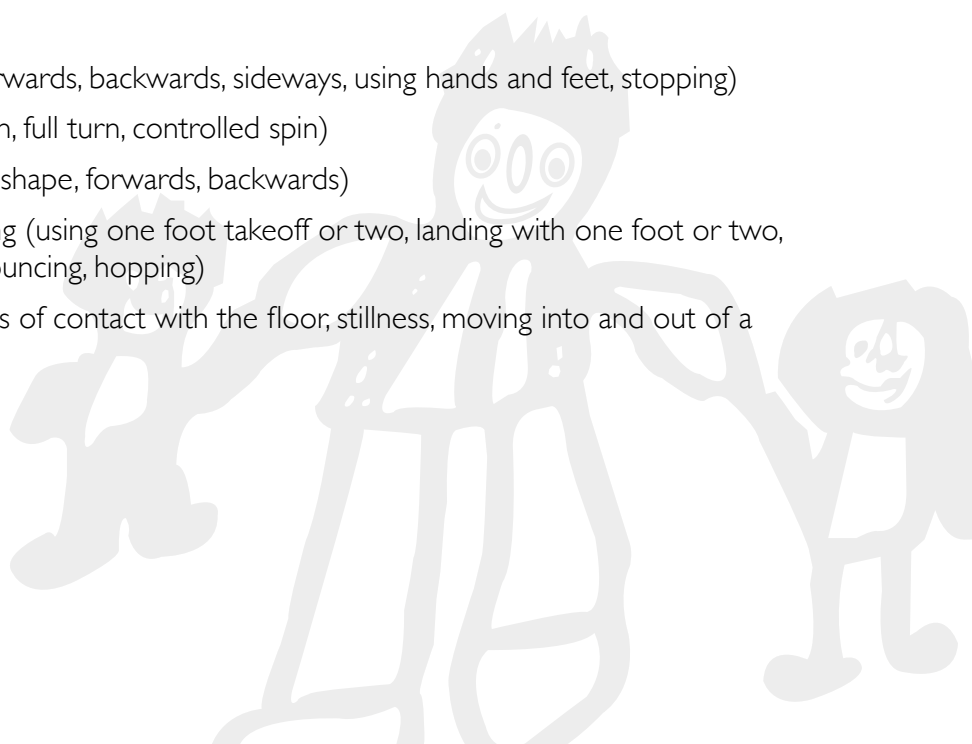 rwards, backwards, sideways, using hands and feet, stopping)
n, full turn, controlled spin)
shape, forwards, backwards)
g (using one foot takeoff or two, landing with one foot or two,
ouncing, hopping)
s of contact with the floor, stillness, moving into and out of a